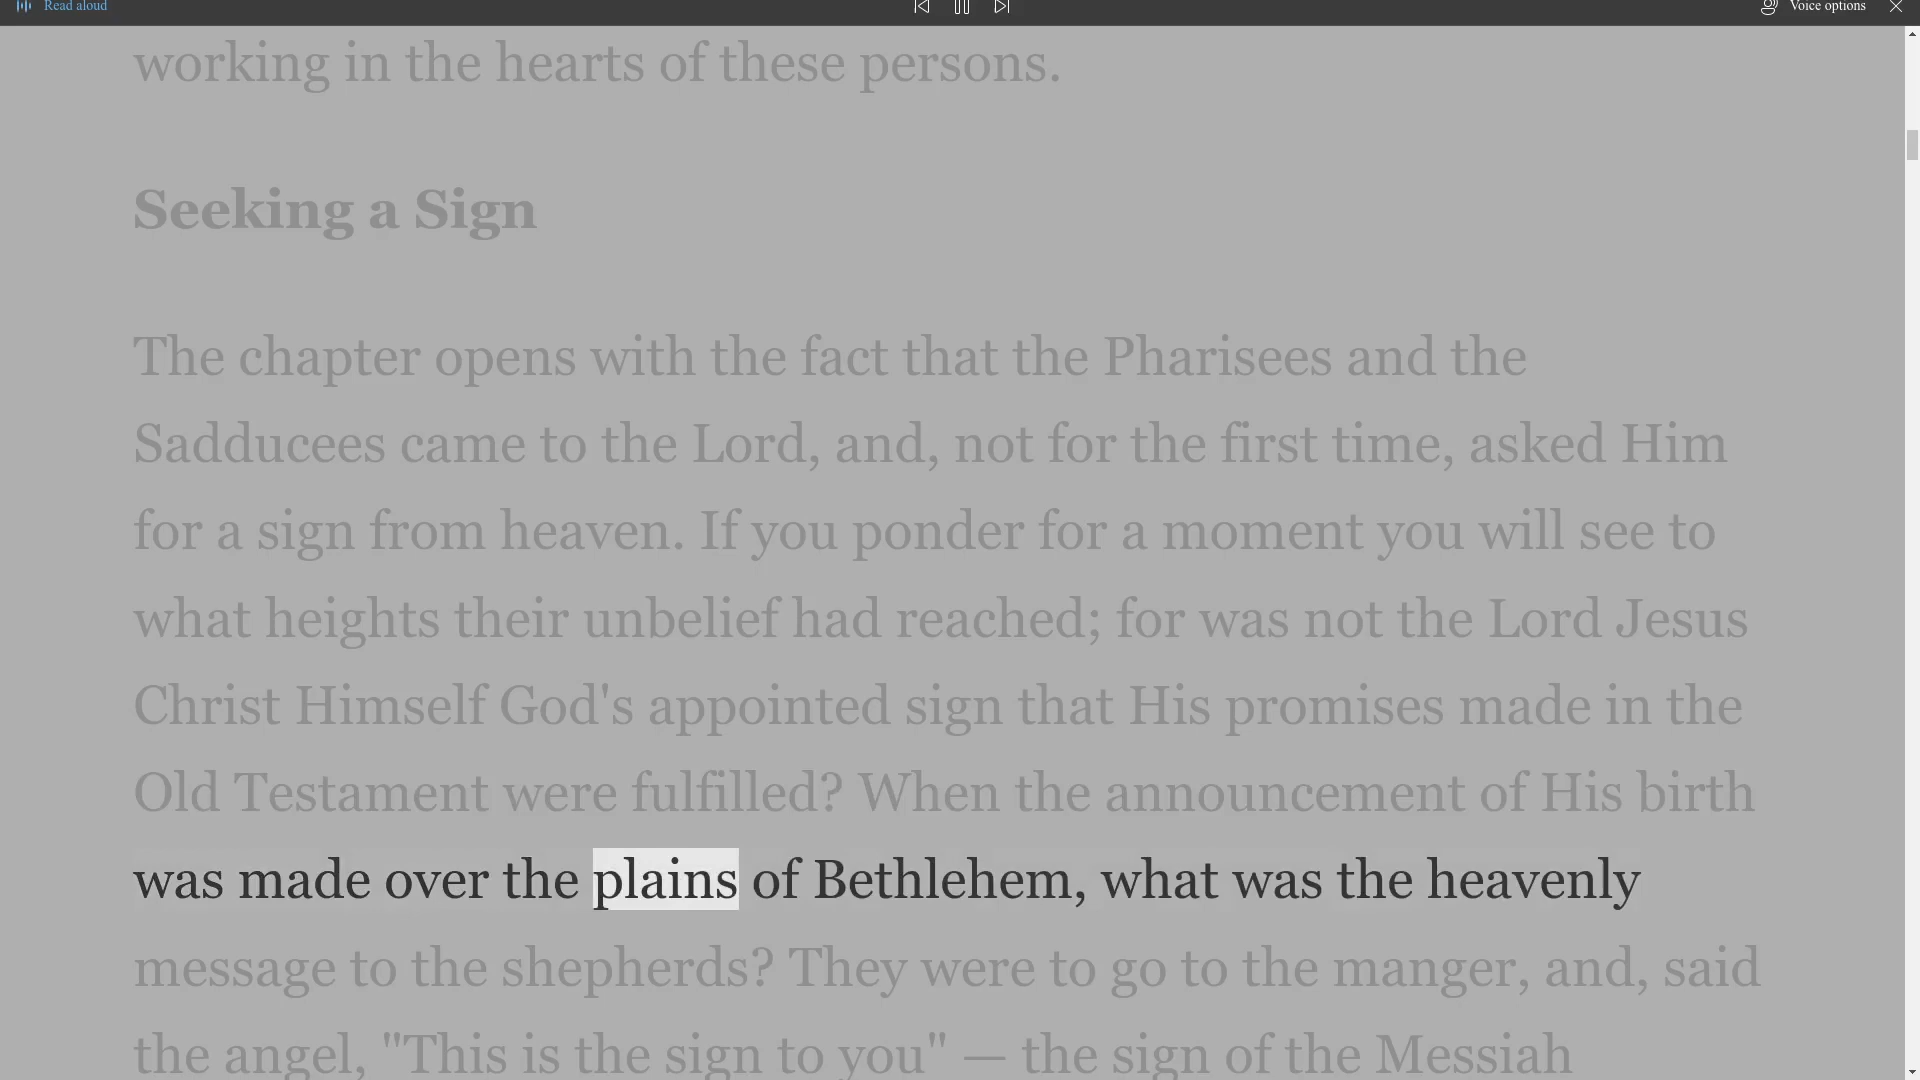 Read aloud
Voice options
working in the hearts of these persons.
Seeking a Sign
The chapter opens with the fact that the Pharisees and the
Sadducees came to the Lord, and, not for the first time, asked Him
for a sign from heaven. If you ponder for a moment you will see to
what heights their unbelief had reached; for was not the Lord Jesus
Christ Himself God's appointed sign that His promises made in the
Old Testament were fulfilled? When the announcement of His birth
was made over the plains of Bethlehem, what was the heavenly
message to the shepherds? They were to go to the manger, and, said
the angel, "This is the sign to you" — the sign of the Messiah